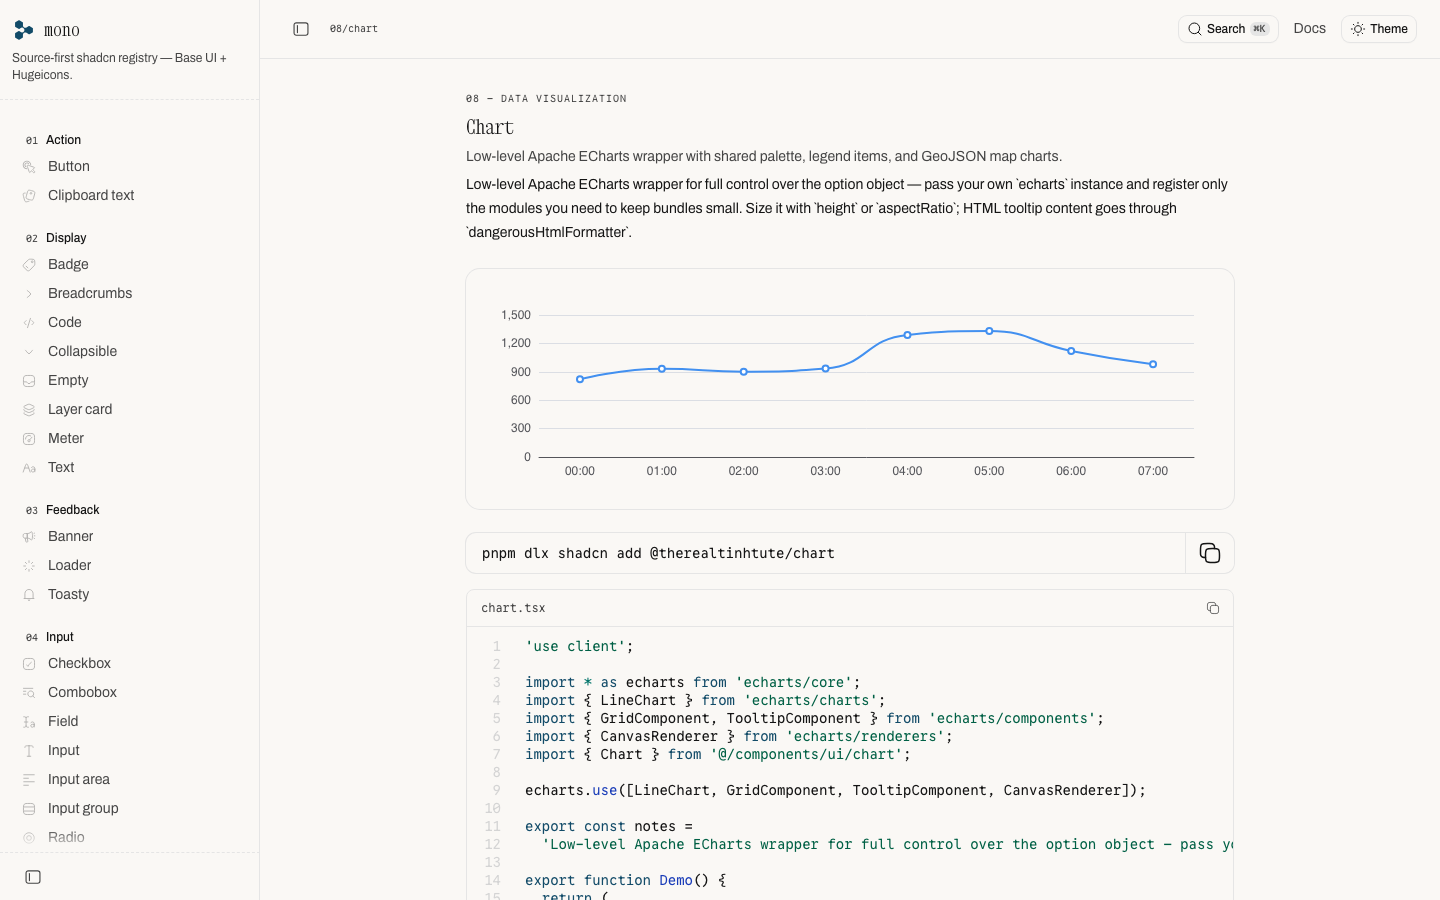 mono
Source-first shadcn registry — Base UI +
Hugeicons.
01 Action
Button
Clipboard text
02 Display
Badge
Breadcrumbs
Code
Collapsible
Empty
Layer card
Meter
Text
03 Feedback
Banner
Loader
Toasty
04 Input
Checkbox
Combobox
Field
Input
Input area
Input group
Radio
08/chart
Search ⌘K
Docs
Theme
08 — DATA VISUALIZATION
Chart
Low-level Apache ECharts wrapper with shared palette, legend items, and GeoJSON map charts.
Low-level Apache ECharts wrapper for full control over the option object — pass your own `echarts` instance and register only
the modules you need to keep bundles small. Size it with `height` or `aspectRatio`; HTML tooltip content goes through
`dangerousHtmlFormatter`.
1,500
1,200
900
600
300
0
00:00 01:00 02:00 03:00 04:00 05:00 06:00 07:00
pnpm dlx shadcn add @therealtinhtute/chart
chart.tsx
1 'use client';
2
3 import * as echarts from 'echarts/core';
4 import { LineChart } from 'echarts/charts';
5 import { GridComponent, TooltipComponent } from 'echarts/components';
6 import { CanvasRenderer } from 'echarts/renderers';
7 import { Chart } from '@/components/ui/chart';
8
9 echarts.use([LineChart, GridComponent, TooltipComponent, CanvasRenderer]);
10
11 export const notes =
12 'Low-level Apache ECharts wrapper for full control over the option object — pass yo
13
14 export function Demo() {
15 return (